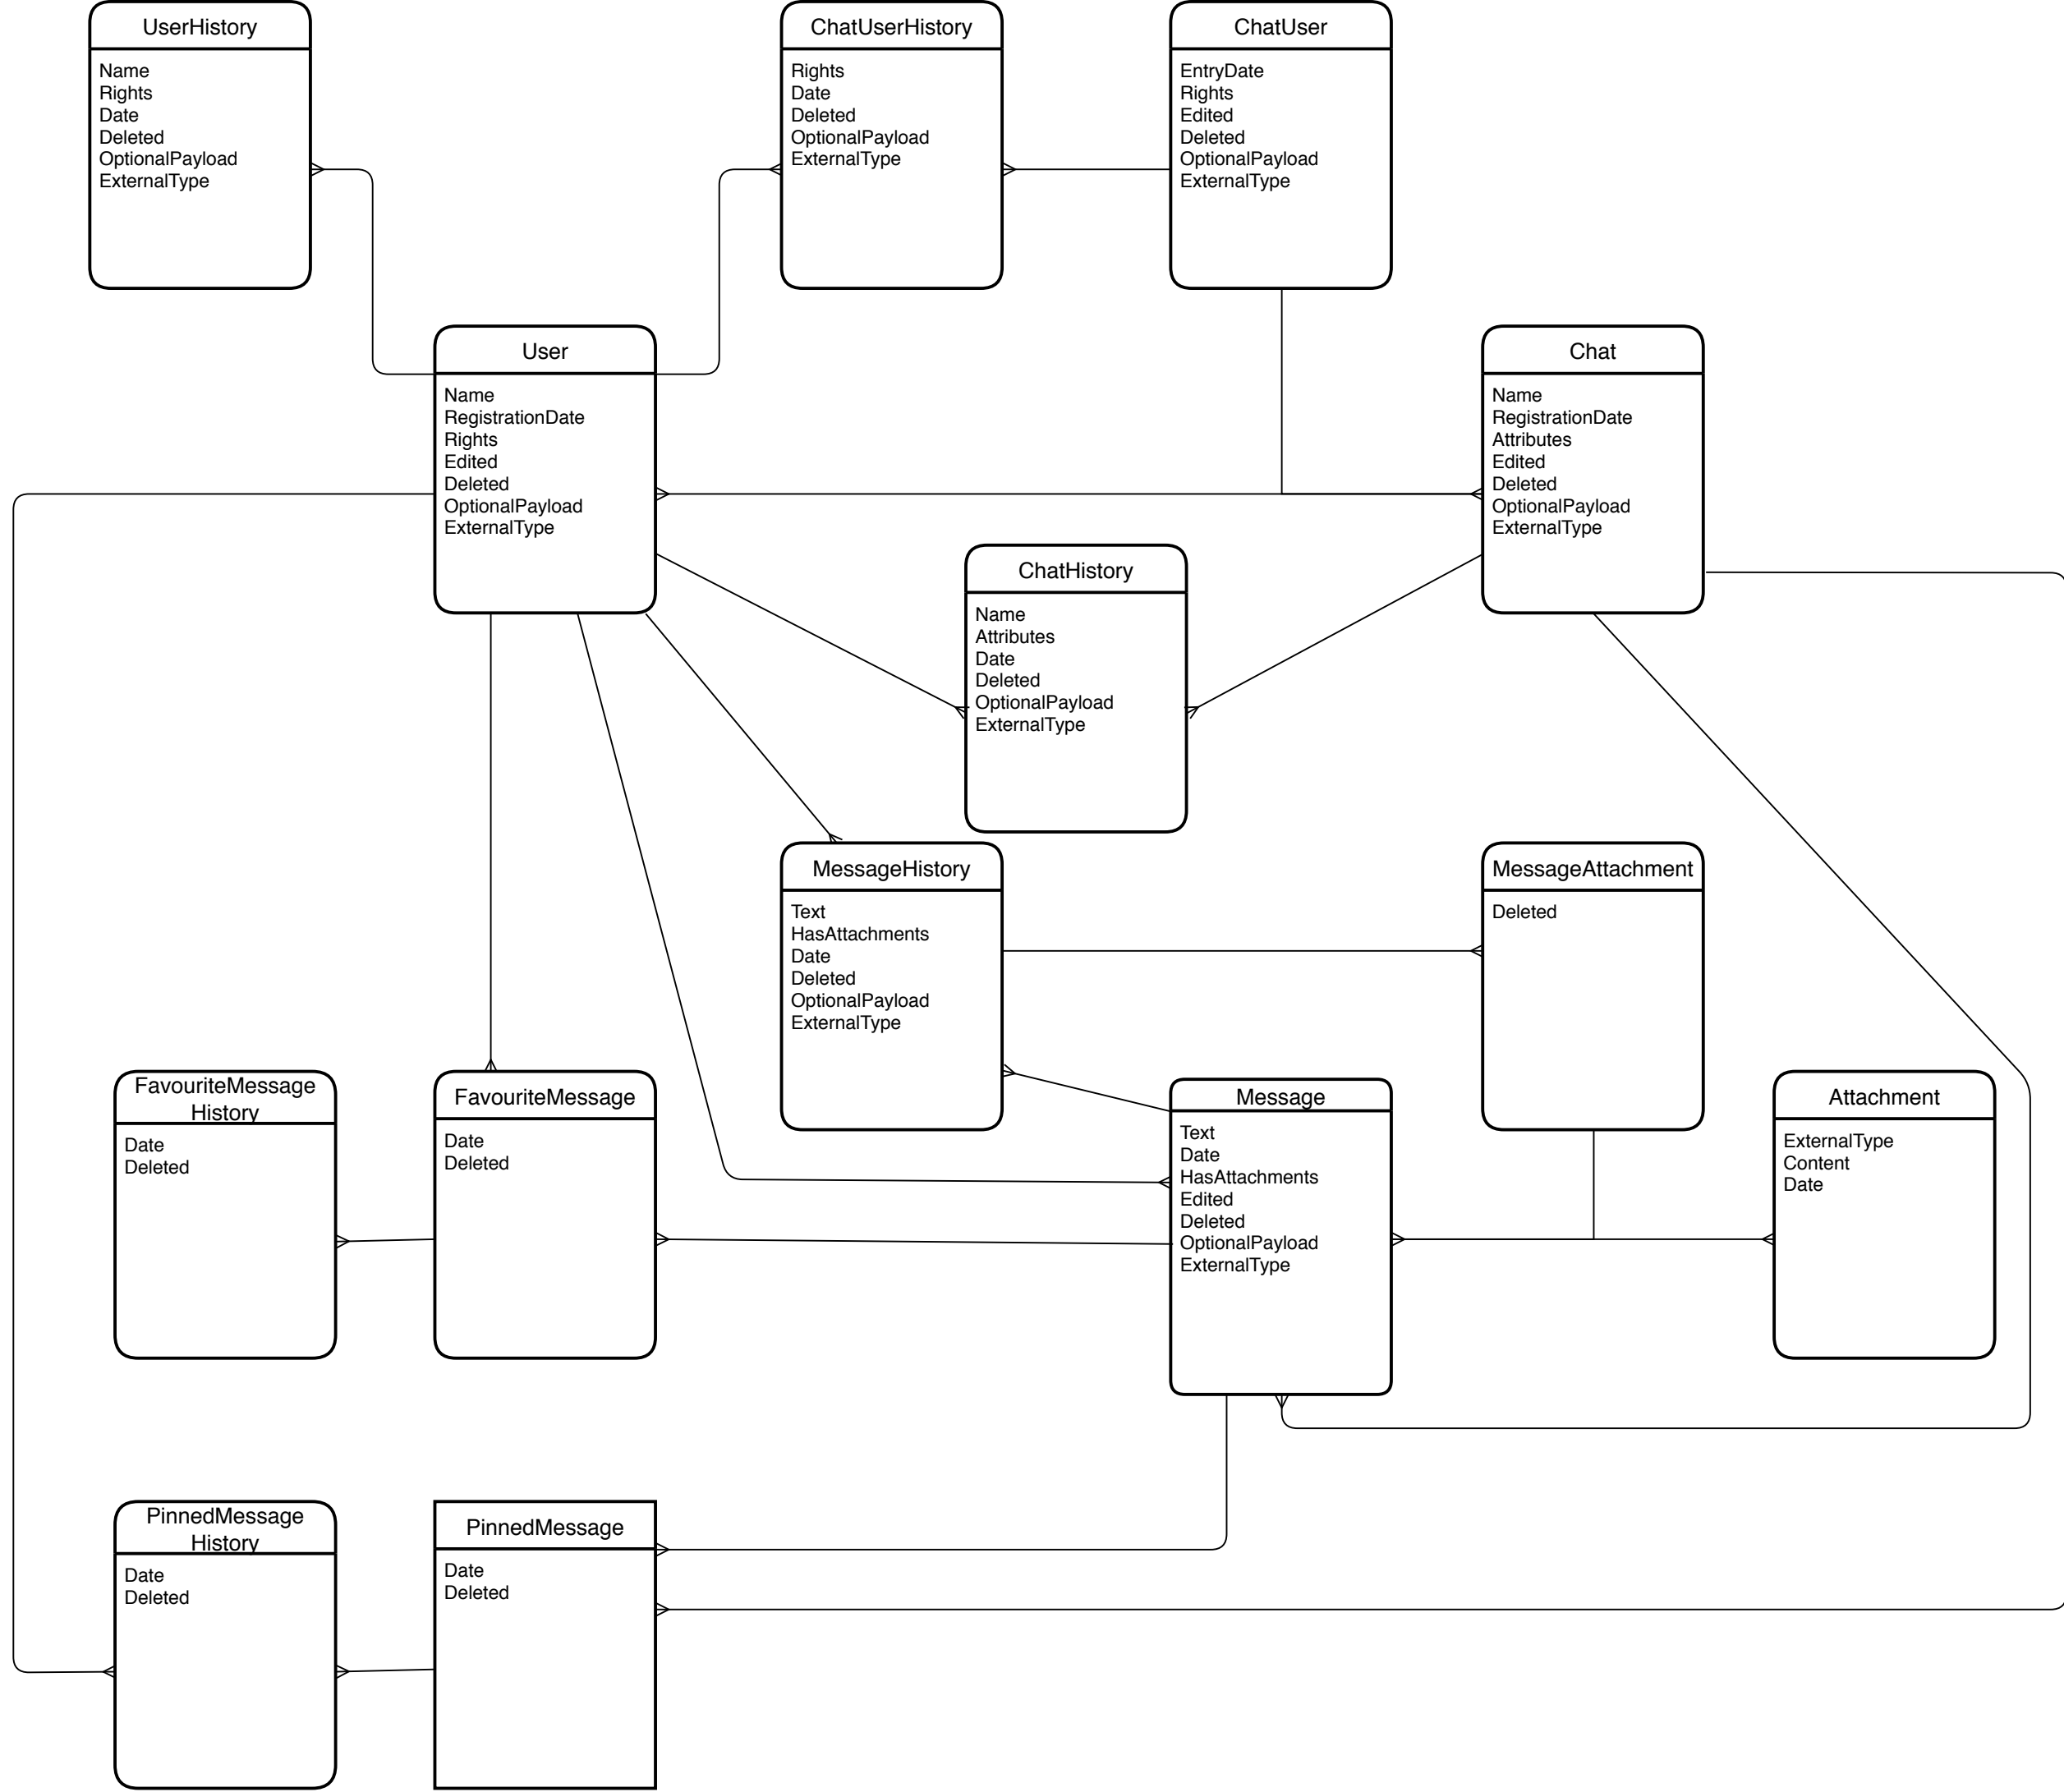 UserHistory
Name
Rights
Date
Deleted
OptionalPayload
ExternalType
ChatUserHistory
Rights
Date
Deleted
OptionalPayload
ExternalType
ChatUser
EntryDate
Rights
Edited
Deleted
OptionalPayload
ExternalType
User
Name
RegistrationDate
Rights
Edited
Deleted
OptionalPayload
ExternalType
Chat
Name
RegistrationDate
Attributes
Edited
Deleted
OptionalPayload
ExternalType
ChatHistory
Name
Attributes
Date
Deleted
OptionalPayload
ExternalType
MessageHistory
Text
HasAttachments
Date
Deleted
OptionalPayload
ExternalType
MessageAttachment
Deleted
FavouriteMessage
History
Date
Deleted
FavouriteMessage
Date
Deleted
Message
Text
Date
HasAttachments
Edited
Deleted
OptionalPayload
ExternalType
Attachment
ExternalType
Content
Date
PinnedMessage
History
Date
Deleted
PinnedMessage
Date
Deleted